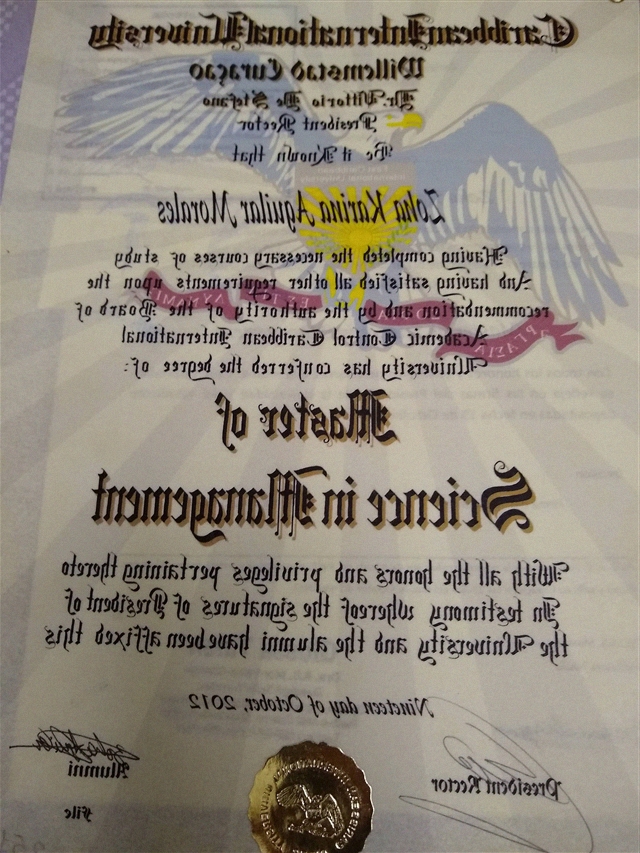 Caribbean International University
Willemstad Curaçao
Dr. Vittorio De Stefano
President Rector
Be it Known that
Zoha Karina Aguilar Morales
Having completed the necessary courses of study
And having satisfied all other requirements upon the
recommendation and by the authority of the Board of
Academic Control Caribbean International
University has conferred the degree of:
Master of
Science in Management
With all the honors and privileges pertaining thereto
In testimony whereof the signatures of President of
the University and the alumni have been affixed this
Nineteen day of October, 2012
President Rector
Alumni
File